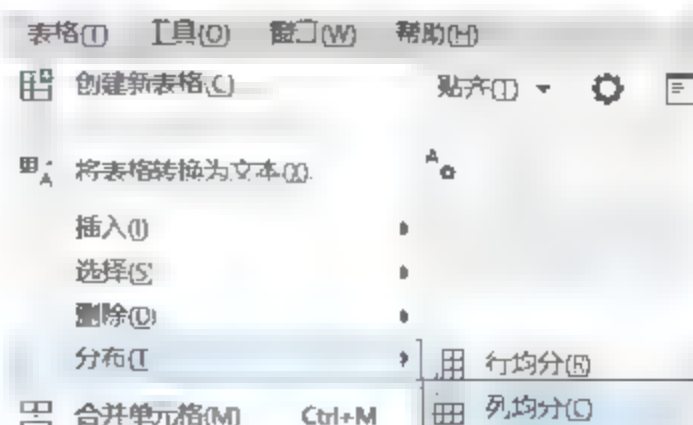 表格(T) 工具(O) 窗口(W) 帮助(H)
创建新表格(C) 贴齐(T)
将表格转换为文本(X)
插入(I)
选择(S)
删除(D)
分布(T
行均分(R)
列均分(C)
合并单元格(M) Ctrl+M